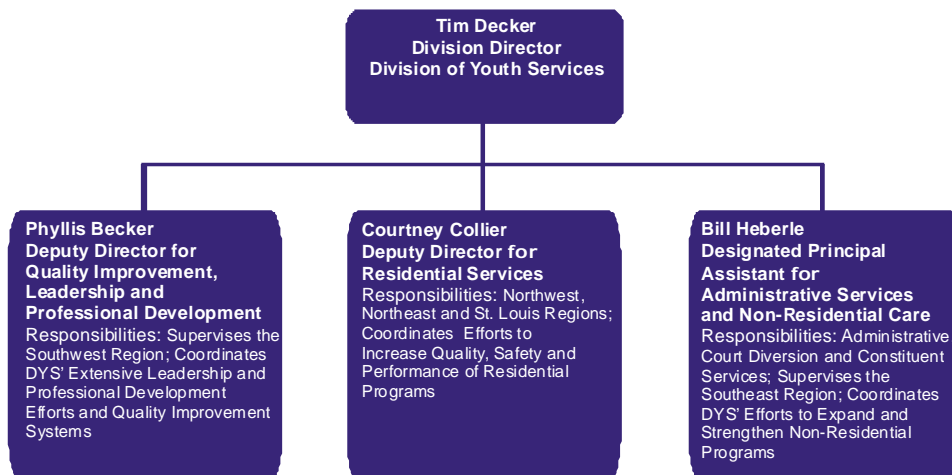 Tim Decker
Division Director
Division of Youth Services
Phyllis Becker
Deputy Director for
Quality Improvement,
Leadership and
Professional Development
Responsibilities: Supervises the
Southwest Region; Coordinates
DYS' Extensive Leadership and
Professional Development
Efforts and Quality Improvement
Systems
Courtney Collier
Deputy Director for
Residential Services
Responsibilities: Northwest,
Northeast and St. Louis Regions;
Coordinates Efforts to
Increase Quality, Safety and
Performance of Residential
Programs
Bill Heberle
Designated Principal
Assistant for
Administrative Services
and Non-Residential Care
Responsibilities: Administrative
Court Diversion and Constituent
Services; Supervises the
Southeast Region; Coordinates
DYS' Efforts to Expand and
Strengthen Non-Residential
Programs